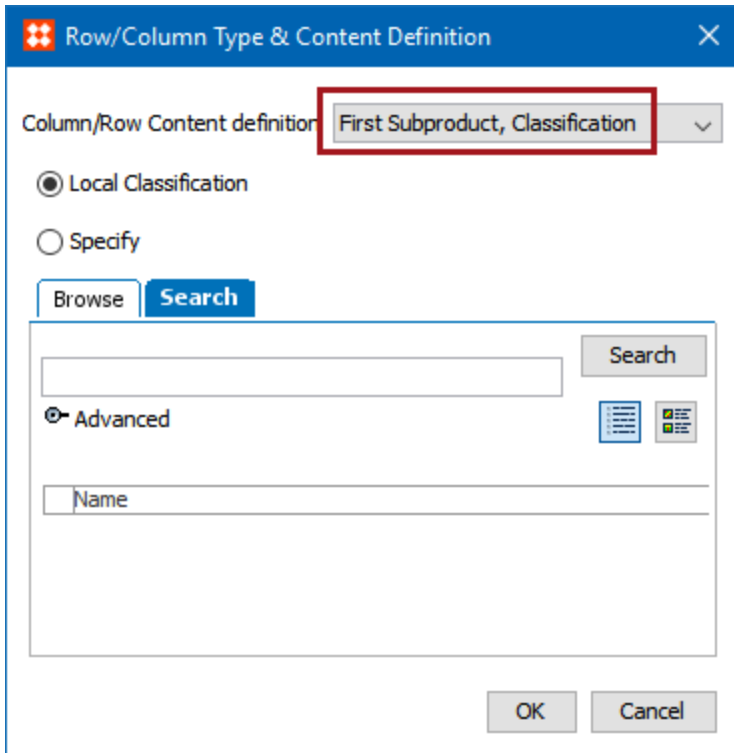 Row/Column Type & Content Definition
Column/Row Content definition First Subproduct, Classification
Local Classification
Specify
Browse Search
Search
Advanced
Name
OK Cancel